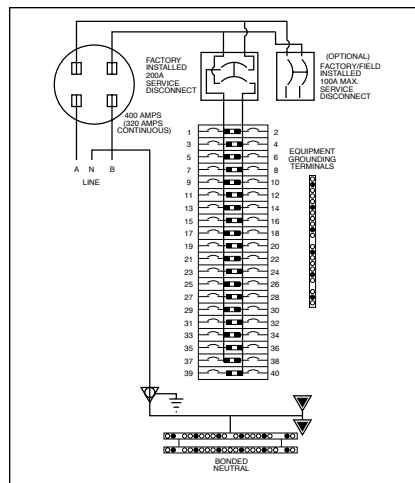 FACTORY
INSTALLED
200A
SERVICE
DISCONNECT
(OPTIONAL)
FACTORY/FIELD
INSTALLED
100A MAX.
SERVICE
DISCONNECT
400 AMPS
(320 AMPS
CONTINUOUS)
A N B
LINE
EQUIPMENT
GROUNDING
TERMINALS
1 2
3 4
5 6
7 8
9 10
11 12
13 14
15 16
17 18
19 20
21 22
23 24
25 26
27 28
29 30
31 32
33 34
35 36
37 38
39 40
BONDED
NEUTRAL